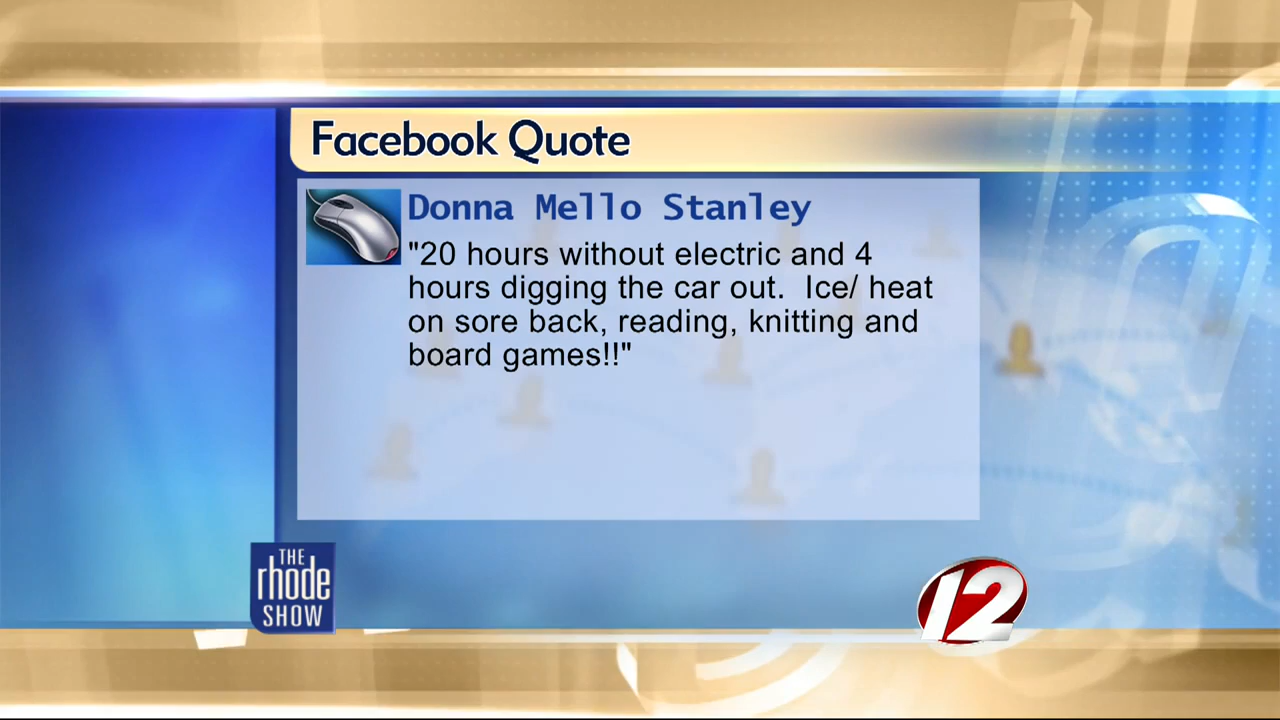 Facebook Quote
Donna Mello Stanley
"20 hours without electric and 4
hours digging the car out.  Ice/ heat
on sore back, reading, knitting and
board games!!"
THE
rhode
SHOW
12